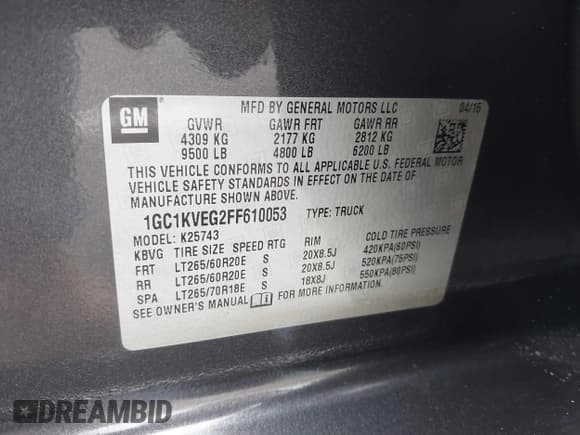 GM
MFD BY GENERAL MOTORS LLC 04/15
GVWR GAWR FRT GAWR RR
4309 KG 2177 KG 2812 KG
9500 LB 4800 LB 6200 LB
THIS VEHICLE CONFORMS TO ALL APPLICABLE U.S. FEDERAL MOTOR
VEHICLE SAFETY STANDARDS IN EFFECT ON THE DATE OF
MANUFACTURE SHOWN ABOVE.
1GC1KVEG2FF610053 TYPE: TRUCK
MODEL: K25743
KBVG TIRE SIZE SPEED RTG RIM COLD TIRE PRESSURE
FRT LT265/60R20E S 20X8.5J 420KPA(60PSI)
RR LT265/60R20E S 20X8.5J 520KPA(75PSI)
SPA LT265/70R18E S 18X8J 550KPA(80PSI)
SEE OWNER'S MANUAL FOR MORE INFORMATION.
DREAMBID